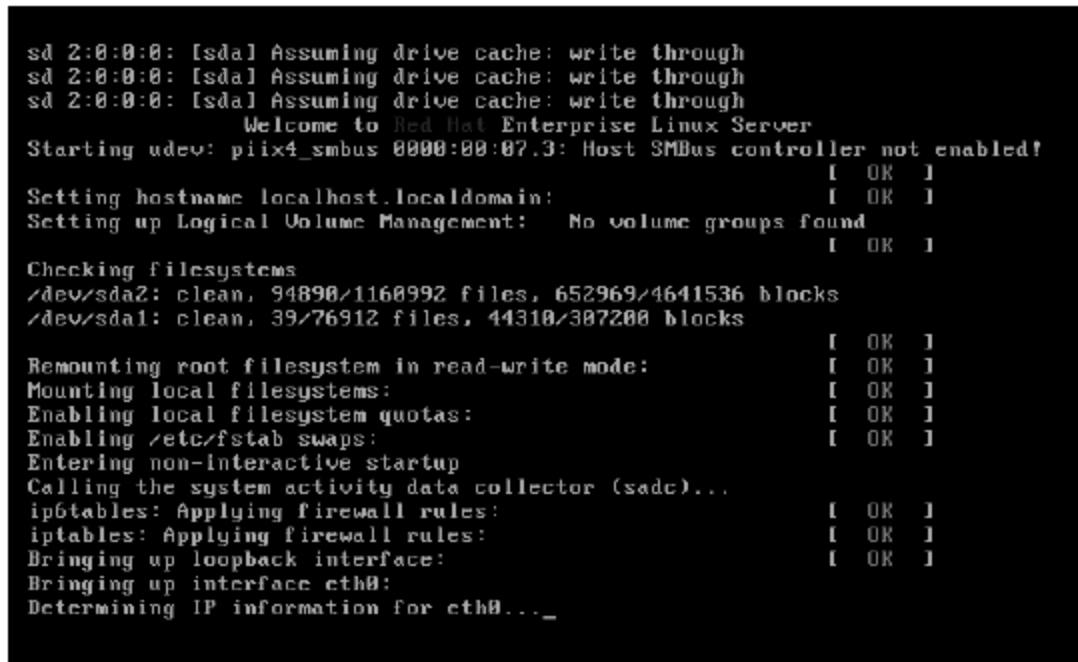 sd 2:0:0:0: [sda] Assuming drive cache: write through
sd 2:0:0:0: [sda] Assuming drive cache: write through
sd 2:0:0:0: [sda] Assuming drive cache: write through
Welcome to Red Hat Enterprise Linux Server
Starting udev: piix4_smbus 0000:00:07.3: Host SMBus controller not enabled!
[ OK ]
Setting hostname localhost.localdomain: [ OK ]
Setting up Logical Volume Management: No volume groups found
[ OK ]
Checking filesystems
/dev/sda2: clean, 94890/1160992 files, 652969/4641536 blocks
/dev/sda1: clean, 39/76912 files, 44310/307200 blocks
[ OK ]
Remounting root filesystem in read-write mode: [ OK ]
Mounting local filesystems: [ OK ]
Enabling local filesystem quotas: [ OK ]
Enabling /etc/fstab swaps: [ OK ]
Entering non-interactive startup
Calling the system activity data collector (sadc)...
ip6tables: Applying firewall rules: [ OK ]
iptables: Applying firewall rules: [ OK ]
Bringing up loopback interface: [ OK ]
Bringing up interface eth0:
Determining IP information for eth0..._